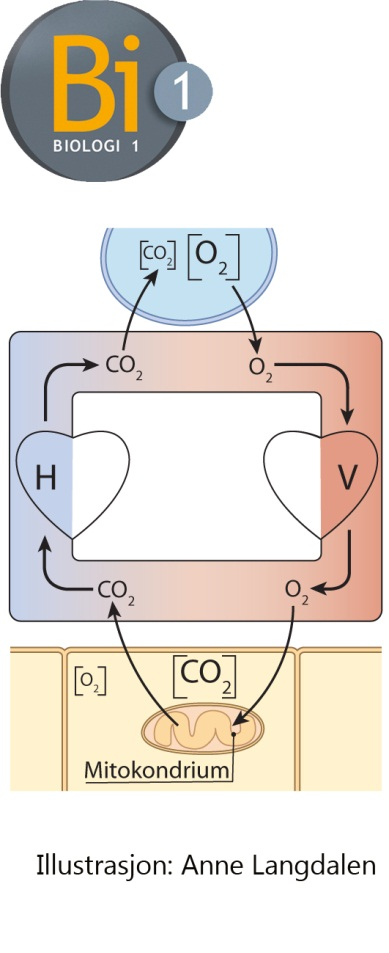 Bi 1
BIOLOGI 1
[CO₂] [O₂]
CO₂ O₂
H V
CO₂ O₂
[O₂] [CO₂]
Mitokondrium
Illustrasjon: Anne Langdalen